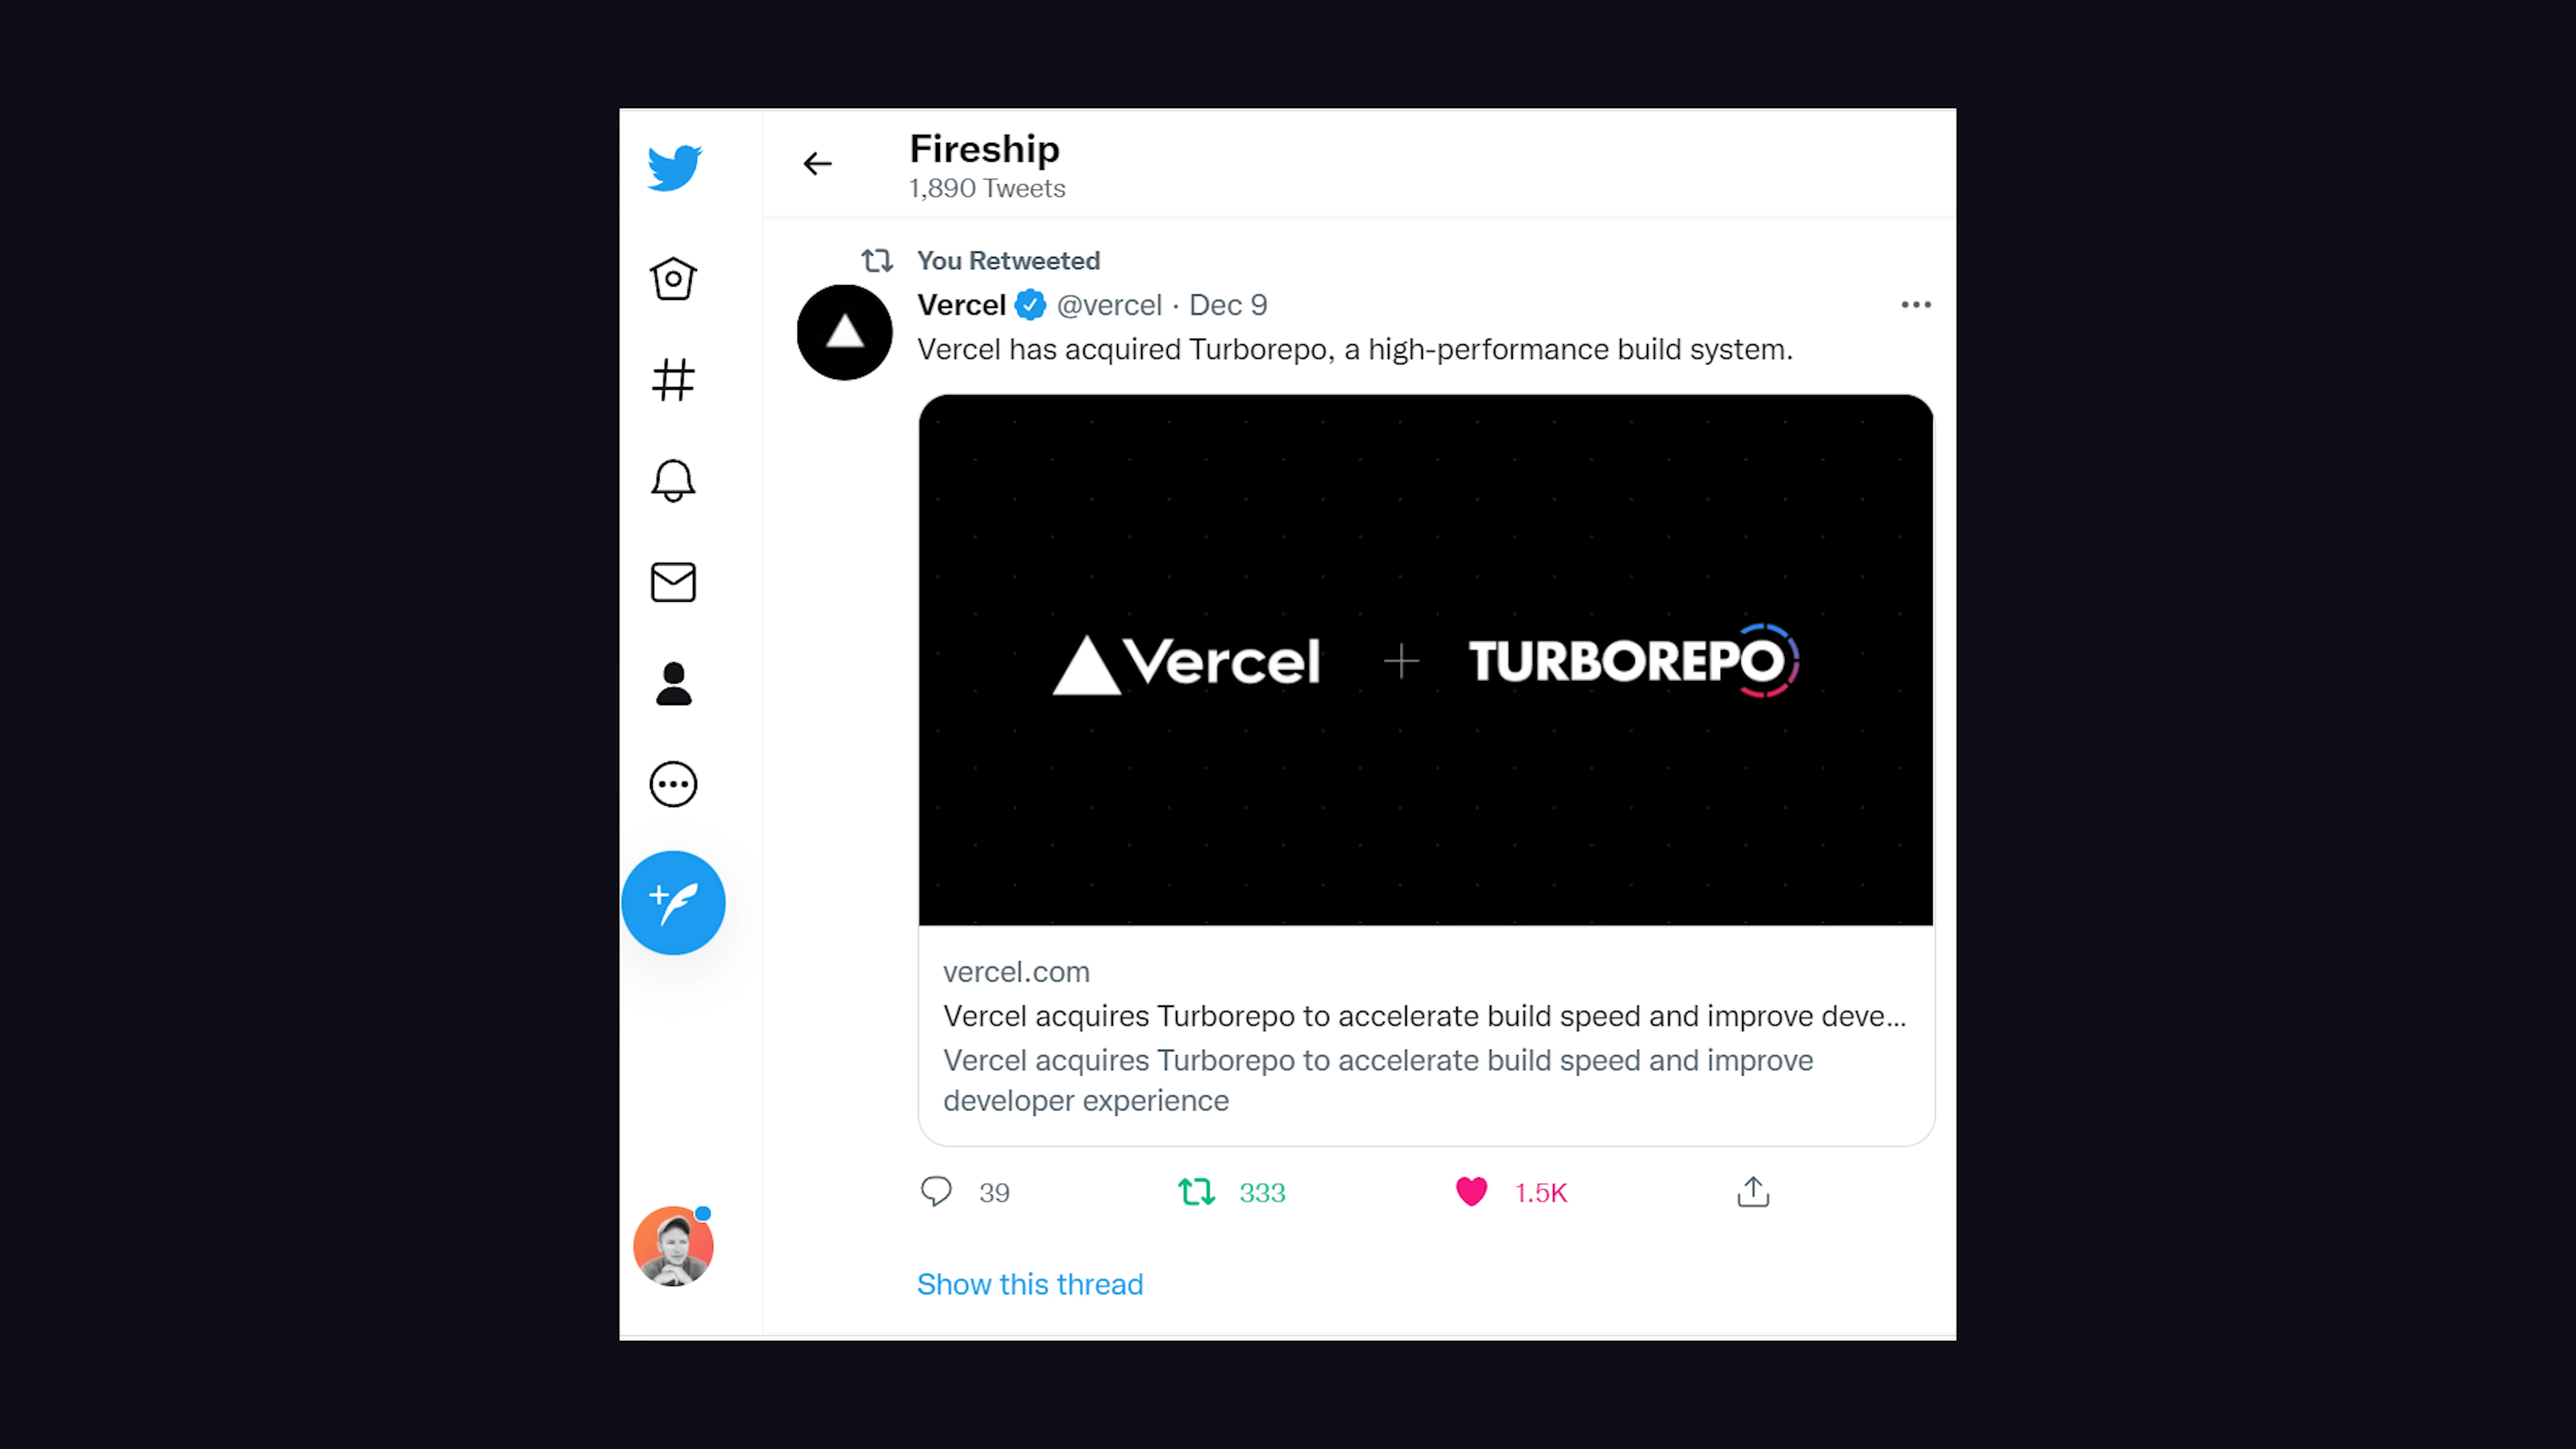 Fireship
1,890 Tweets
You Retweeted
Vercel @vercel · Dec 9
Vercel has acquired Turborepo, a high-performance build system.
Vercel + TURBOREPO
vercel.com
Vercel acquires Turborepo to accelerate build speed and improve deve...
Vercel acquires Turborepo to accelerate build speed and improve
developer experience
39 333 1.5K
Show this thread